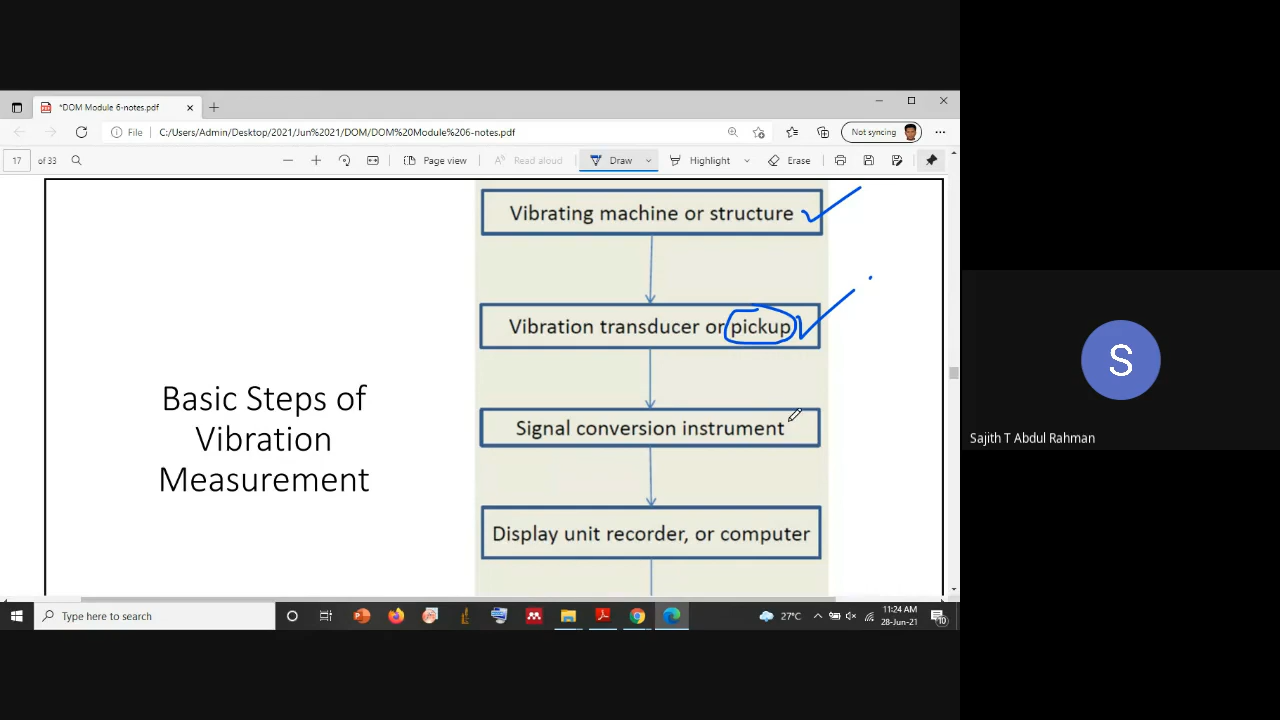 *DOM Module 6-notes.pdf
File
C:/Users/Admin/Desktop/2021/Jun%2021/DOM/DOM%20Module%206-notes.pdf
Not syncing
17 of 33
Page view
Read aloud
Draw
Highlight
Erase
Vibrating machine or structure
Vibration transducer or pickup
Basic Steps of
Vibration
Measurement
Signal conversion instrument
Display unit recorder, or computer
S
Sajith T Abdul Rahman
Type here to search
27°C
11:24 AM
28-Jun-21
10